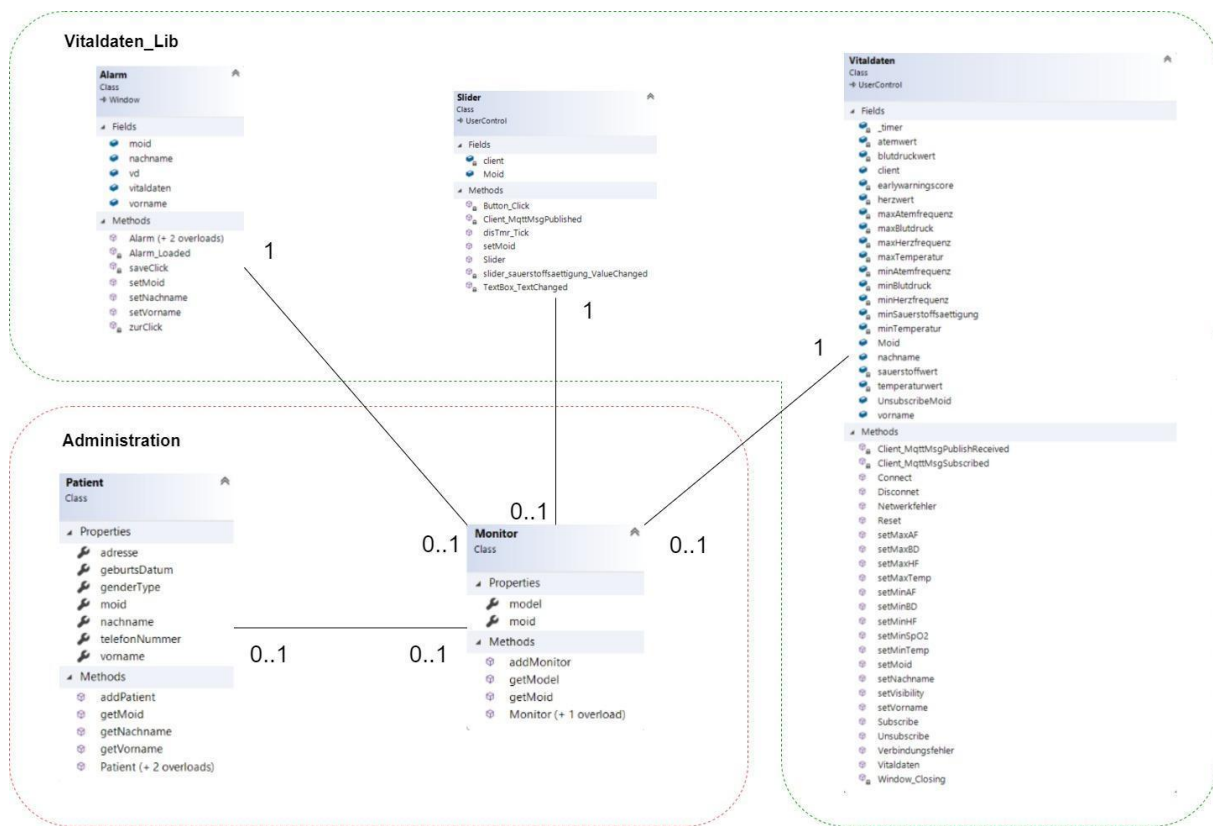 Vitaldaten_Lib
Alarm
Class
Window
Fields
moid
nachname
vd
vitaldaten
vorname
Methods
Alarm (+ 2 overloads)
Alarm_Loaded
saveClick
setMoid
setNachname
setVorname
zurClick
1
Slider
Class
UserControl
Fields
client
Moid
Methods
Button_Click
Client_MqttMsgPublished
disTmr_Tick
setMoid
Slider
slider_sauerstoffsaettigung_ValueChanged
TextBox_TextChanged
1
Vitaldaten
Class
UserControl
Fields
_timer
atemwert
blutdruckwert
client
earlywarningscore
herzwert
maxAtemfrequenz
maxBlutdruck
maxHerzfrequenz
maxTemperatur
minAtemfrequenz
minBlutdruck
minHerzfrequenz
minSauerstoffsaettigung
minTemperatur
Moid
nachname
sauerstoffwert
temperaturwert
UnsubscribeMoid
vorname
Methods
Client_MqttMsgPublishReceived
Client_MqttMsgSubscribed
Connect
Disconnet
Netwerkfehler
Reset
setMaxAF
setMaxBD
setMaxHF
setMaxTemp
setMinAF
setMinBD
setMinHF
setMinSpO2
setMinTemp
setMoid
setNachname
setVisibility
setVorname
Subscribe
Unsubscribe
Verbindungsfehler
Vitaldaten
Window_Closing
1
Administration
Patient
Class
Properties
adresse
geburtsDatum
genderType
moid
nachname
telefonNummer
vorname
Methods
addPatient
getMoid
getNachname
getVorname
Patient (+ 2 overloads)
0..1
0..1
0..1
0..1
0..1
Monitor
Class
Properties
model
moid
Methods
addMonitor
getModel
getMoid
Monitor (+ 1 overload)